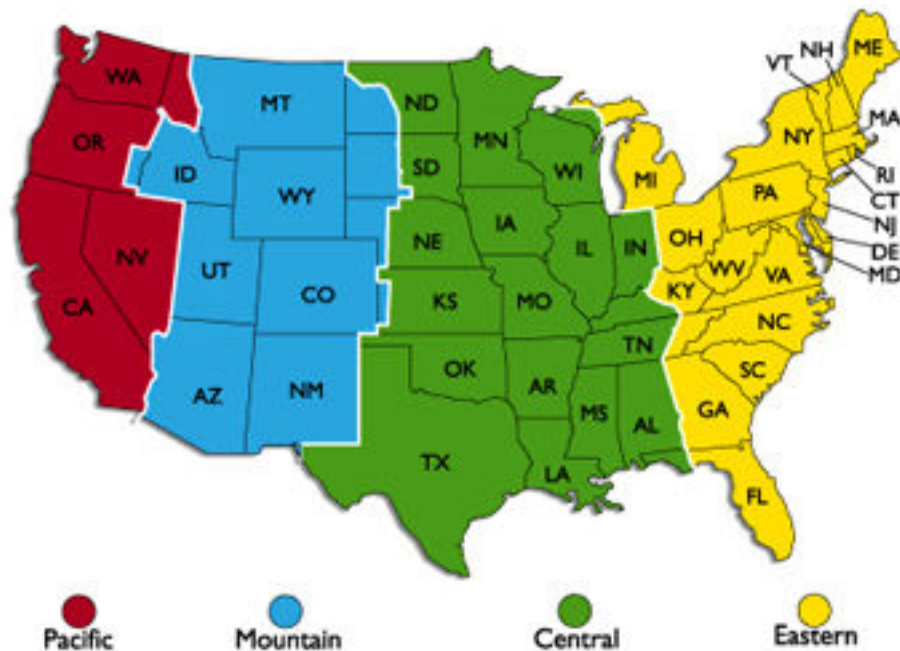 ME
NH
VT
WA
MT
ND
MN
MA
OR
NY
ID
WI
MI
RI
SD
PA
CT
WY
NJ
IA
OH
NE
DE
NV
UT
IL
IN
WV
MD
VA
CO
KY
CA
KS
MO
NC
TN
OK
SC
AZ
NM
AR
MS
GA
AL
TX
LA
FL
Pacific
Mountain
Central
Eastern